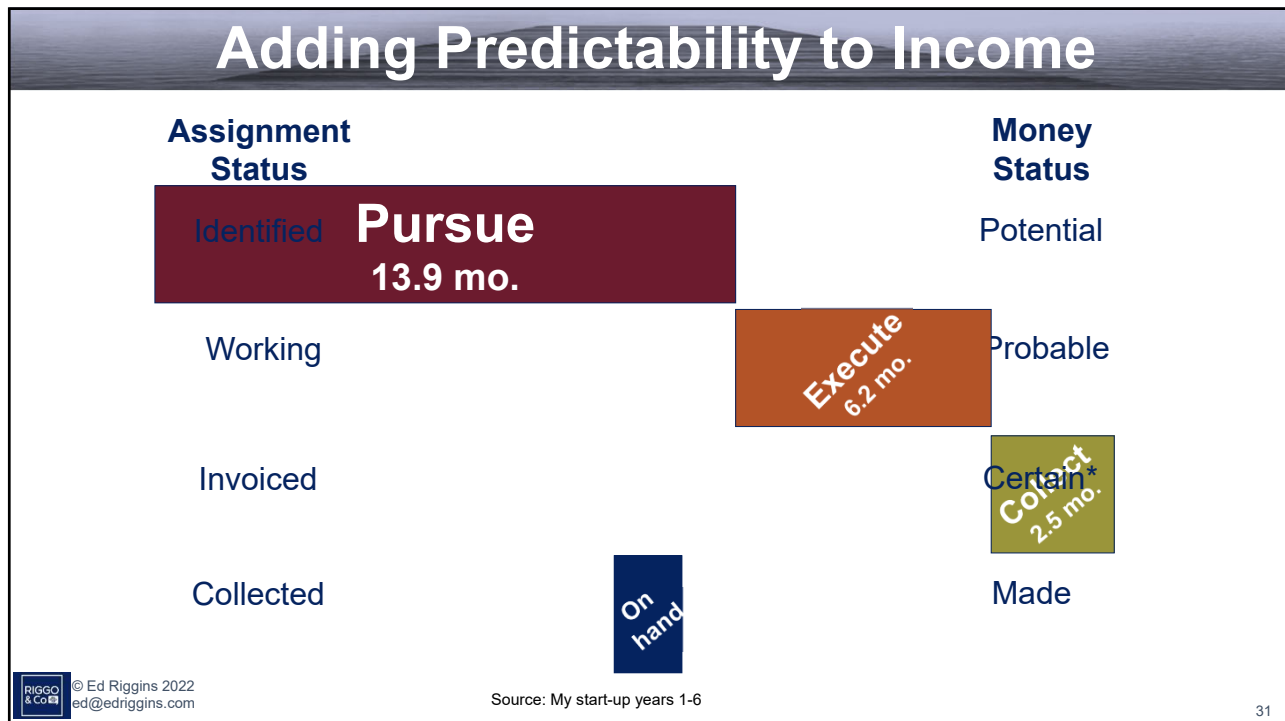 Adding Predictability to Income
Assignment
Status
Money
Status
Identified
Pursue
13.9 mo.
Potential
Working
Execute
6.2 mo.
Probable
Invoiced
Certain*
Collect
2.5 mo.
Collected
On
hand
Made
RIGGO
& Co
© Ed Riggins 2022
ed@edriggins.com
Source: My start-up years 1-6
31